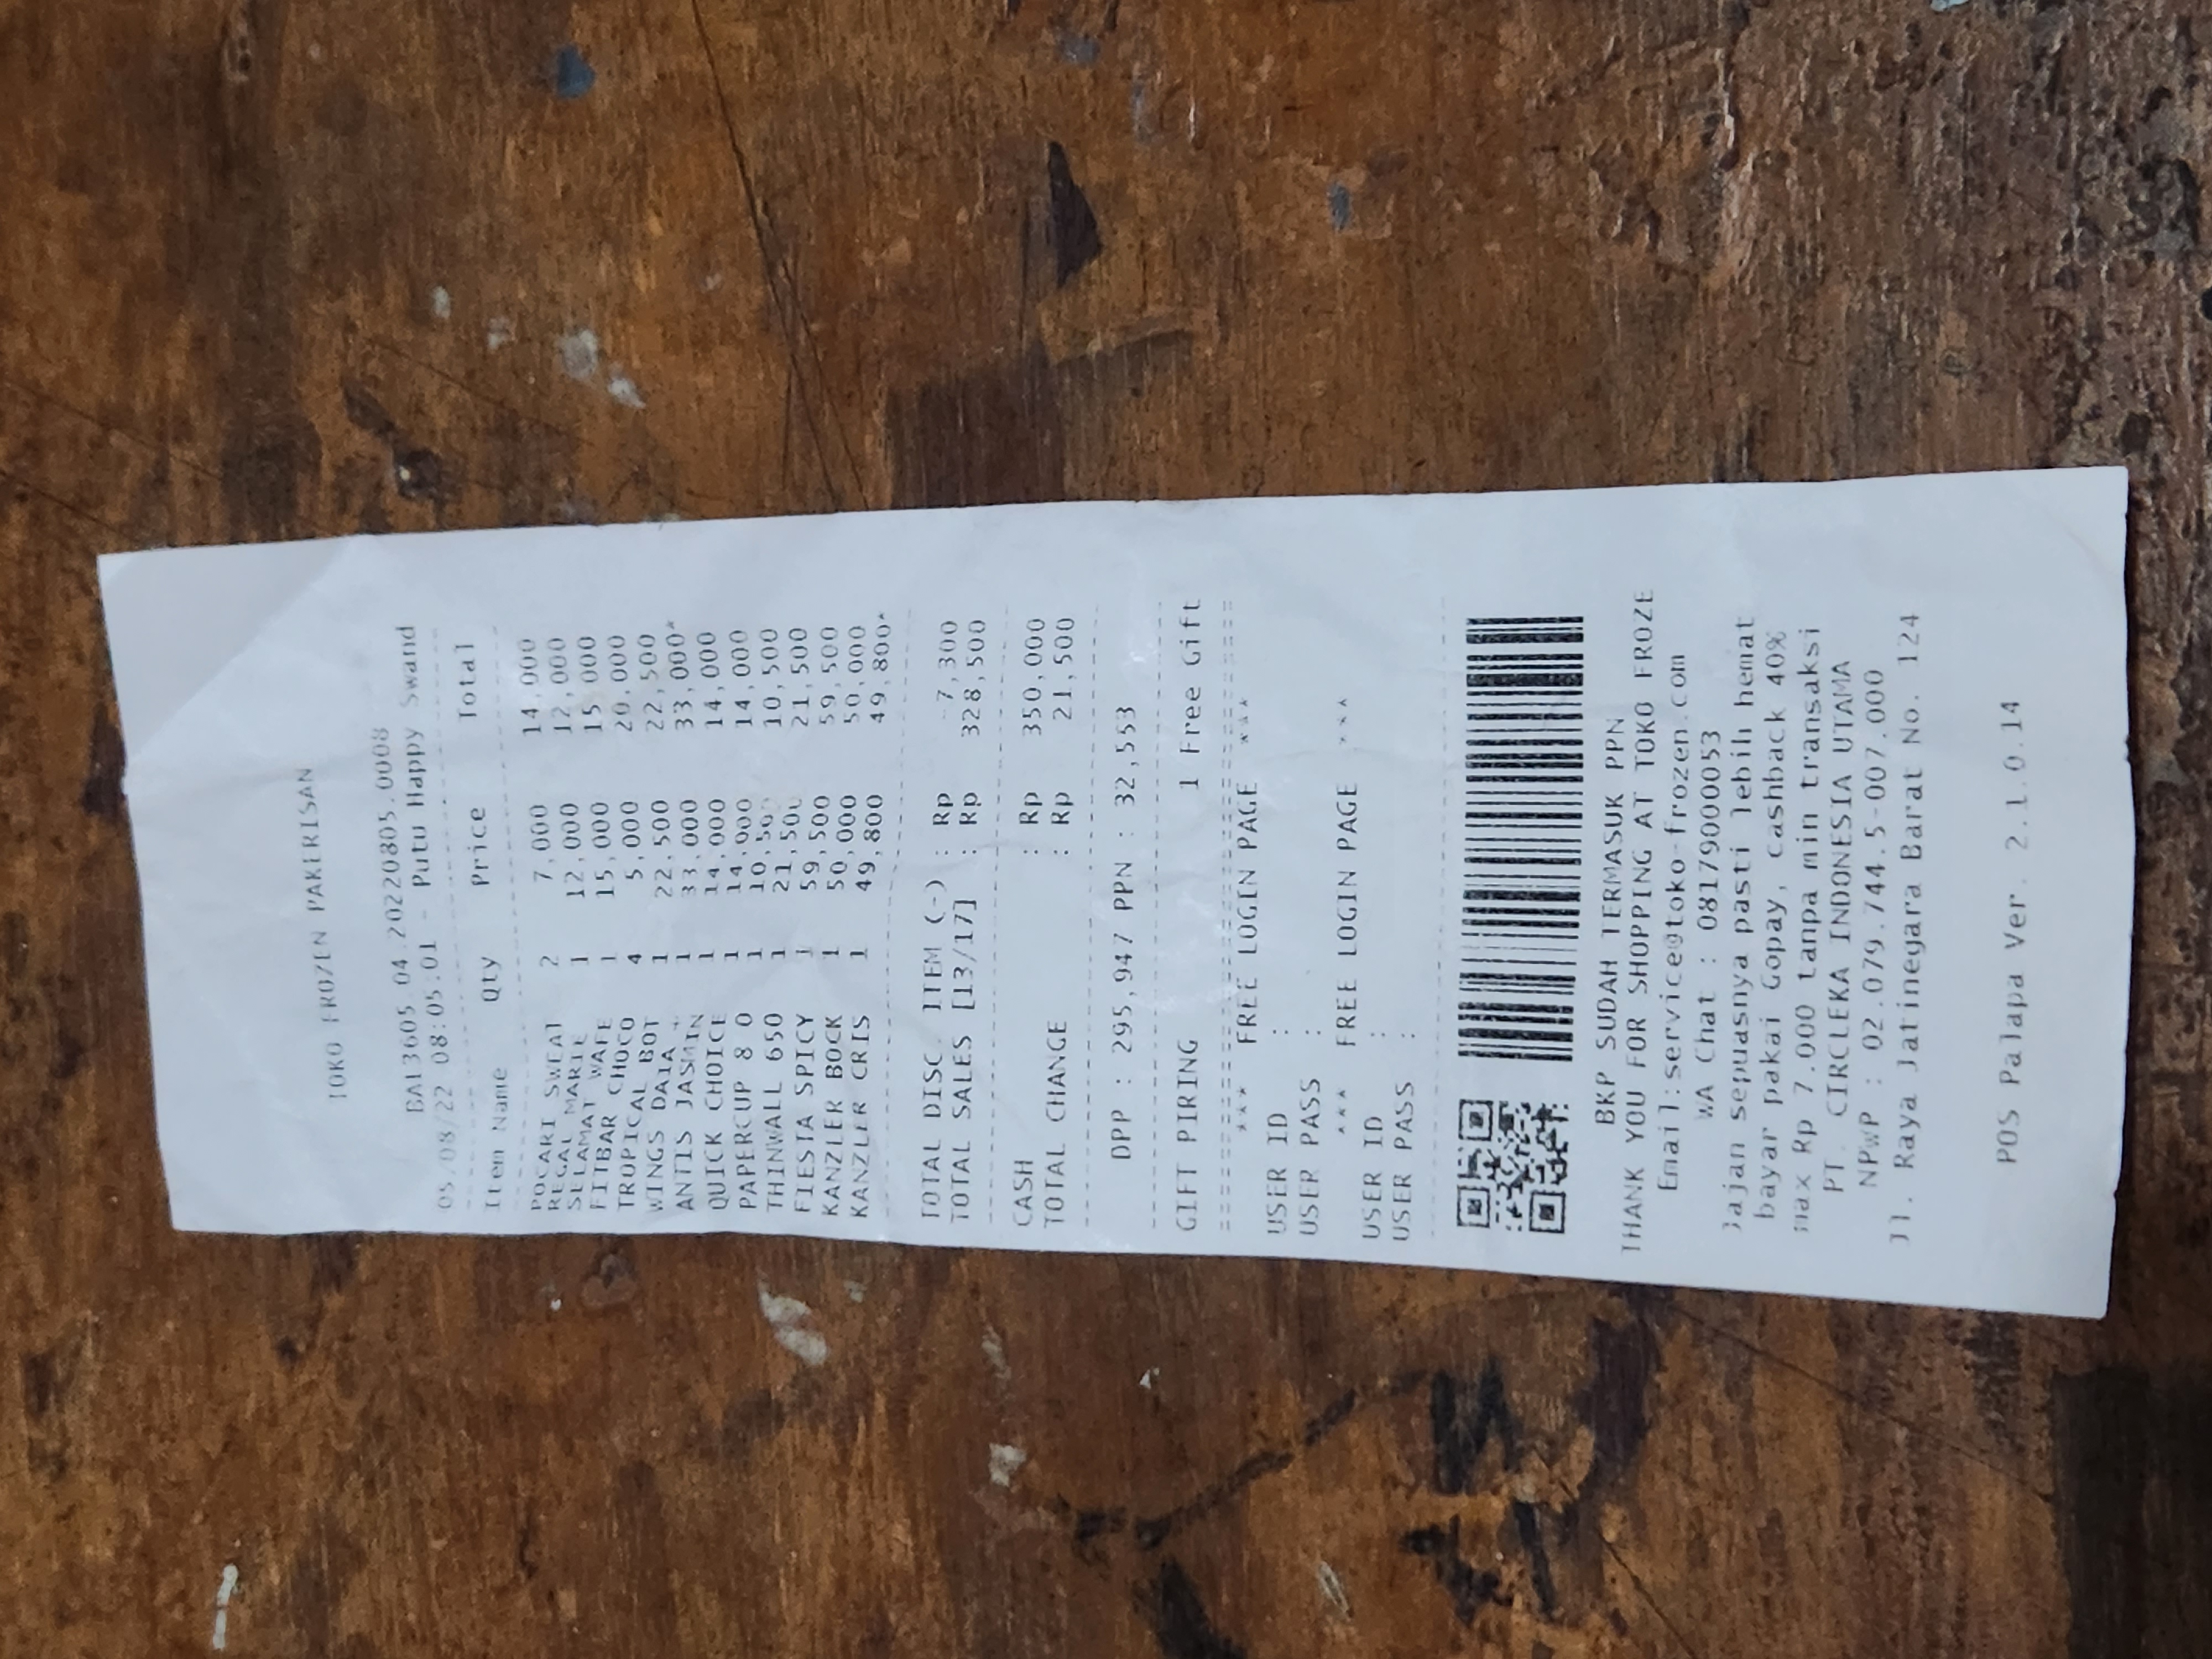 TOKO FROZEN PAKERISAN
BAL3605.04.20220805.0008
05/08/22 08:05:01 - Putu Happy Swand
Item Name Qty Price Total
POCARI SWEAT 2 7,000 14,000
REGAL MARIE 1 12,000 12,000
SELAMAT WAFE 1 15,000 15,000
FITBAR CHOCO 4 5,000 20,000
TROPICAL BOT 1 22,500 22,500
WINGS DAIA 1 33,000 33,000*
ANTIS JASMIN 1 14,000 14,000
QUICK CHOICE 1 14,000 14,000
PAPERCUP 8 O 1 10,500 10,500
THINWALL 650 1 21,500 21,500
FIESTA SPICY 1 59,500 59,500
KANZLER BOCK 1 50,000 50,000
KANZLER CRIS 1 49,800 49,800*
TOTAL DISC. ITEM (-) : Rp -7,300
TOTAL SALES [13/17] : Rp 328,500
CASH : Rp 350,000
TOTAL CHANGE : Rp 21,500
DPP : 295,947 PPN : 32,553
GIFT PIRING 1 Free Gift
*** FREE LOGIN PAGE ***
USER ID :
USER PASS :
*** FREE LOGIN PAGE ***
USER ID :
USER PASS :
BKP SUDAH TERMASUK PPN
THANK YOU FOR SHOPPING AT TOKO FROZE
Email:service@toko-frozen.com
WA Chat : 08179000053
Jajan sepuasnya pasti lebih hemat
bayar pakai Gopay, cashback 40%
max Rp 7.000 tanpa min transaksi
PT. CIRCLEKA INDONESIA UTAMA
NPWP : 02.079.744.5-007.000
Jl. Raya Jatinegara Barat No. 124
POS Palapa Ver. 2.1.0.14